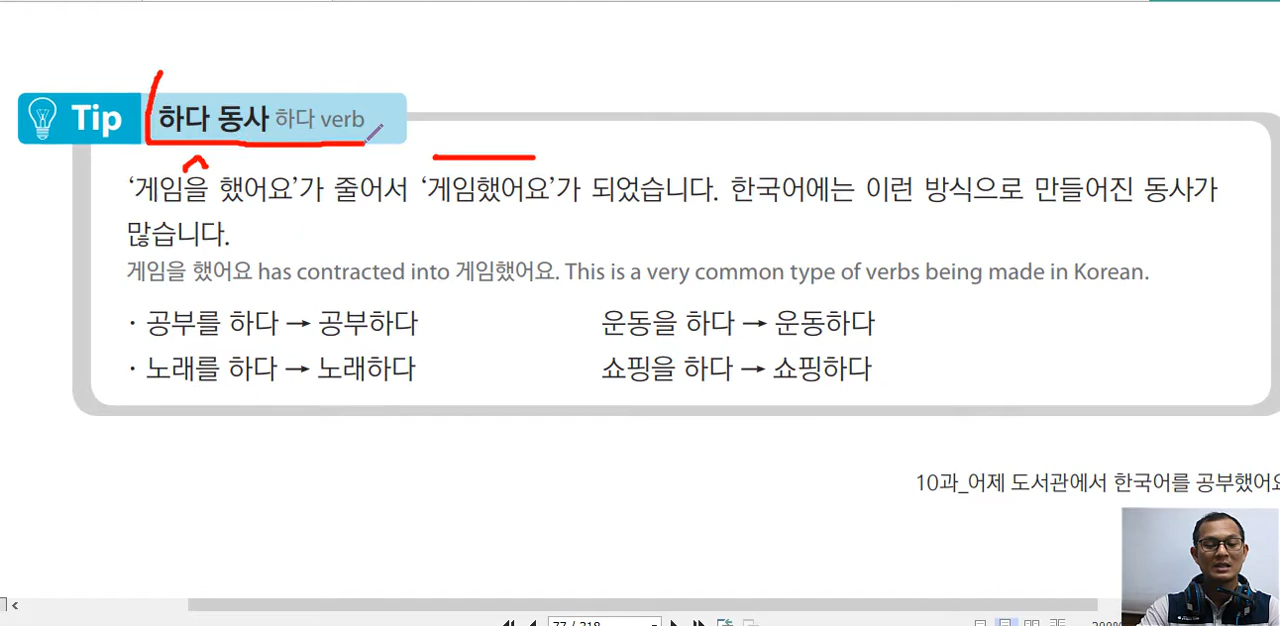 Tip 하다 동사 하다 verb
‘게임을 했어요’가 줄어서 ‘게임했어요’가 되었습니다. 한국어에는 이런 방식으로 만들어진 동사가
많습니다.
게임을 했어요 has contracted into 게임했어요. This is a very common type of verbs being made in Korean.
· 공부를 하다 → 공부하다 운동을 하다 → 운동하다
· 노래를 하다 → 노래하다 쇼핑을 하다 → 쇼핑하다
10과_어제 도서관에서 한국어를 공부했어요
77 / 218
200%